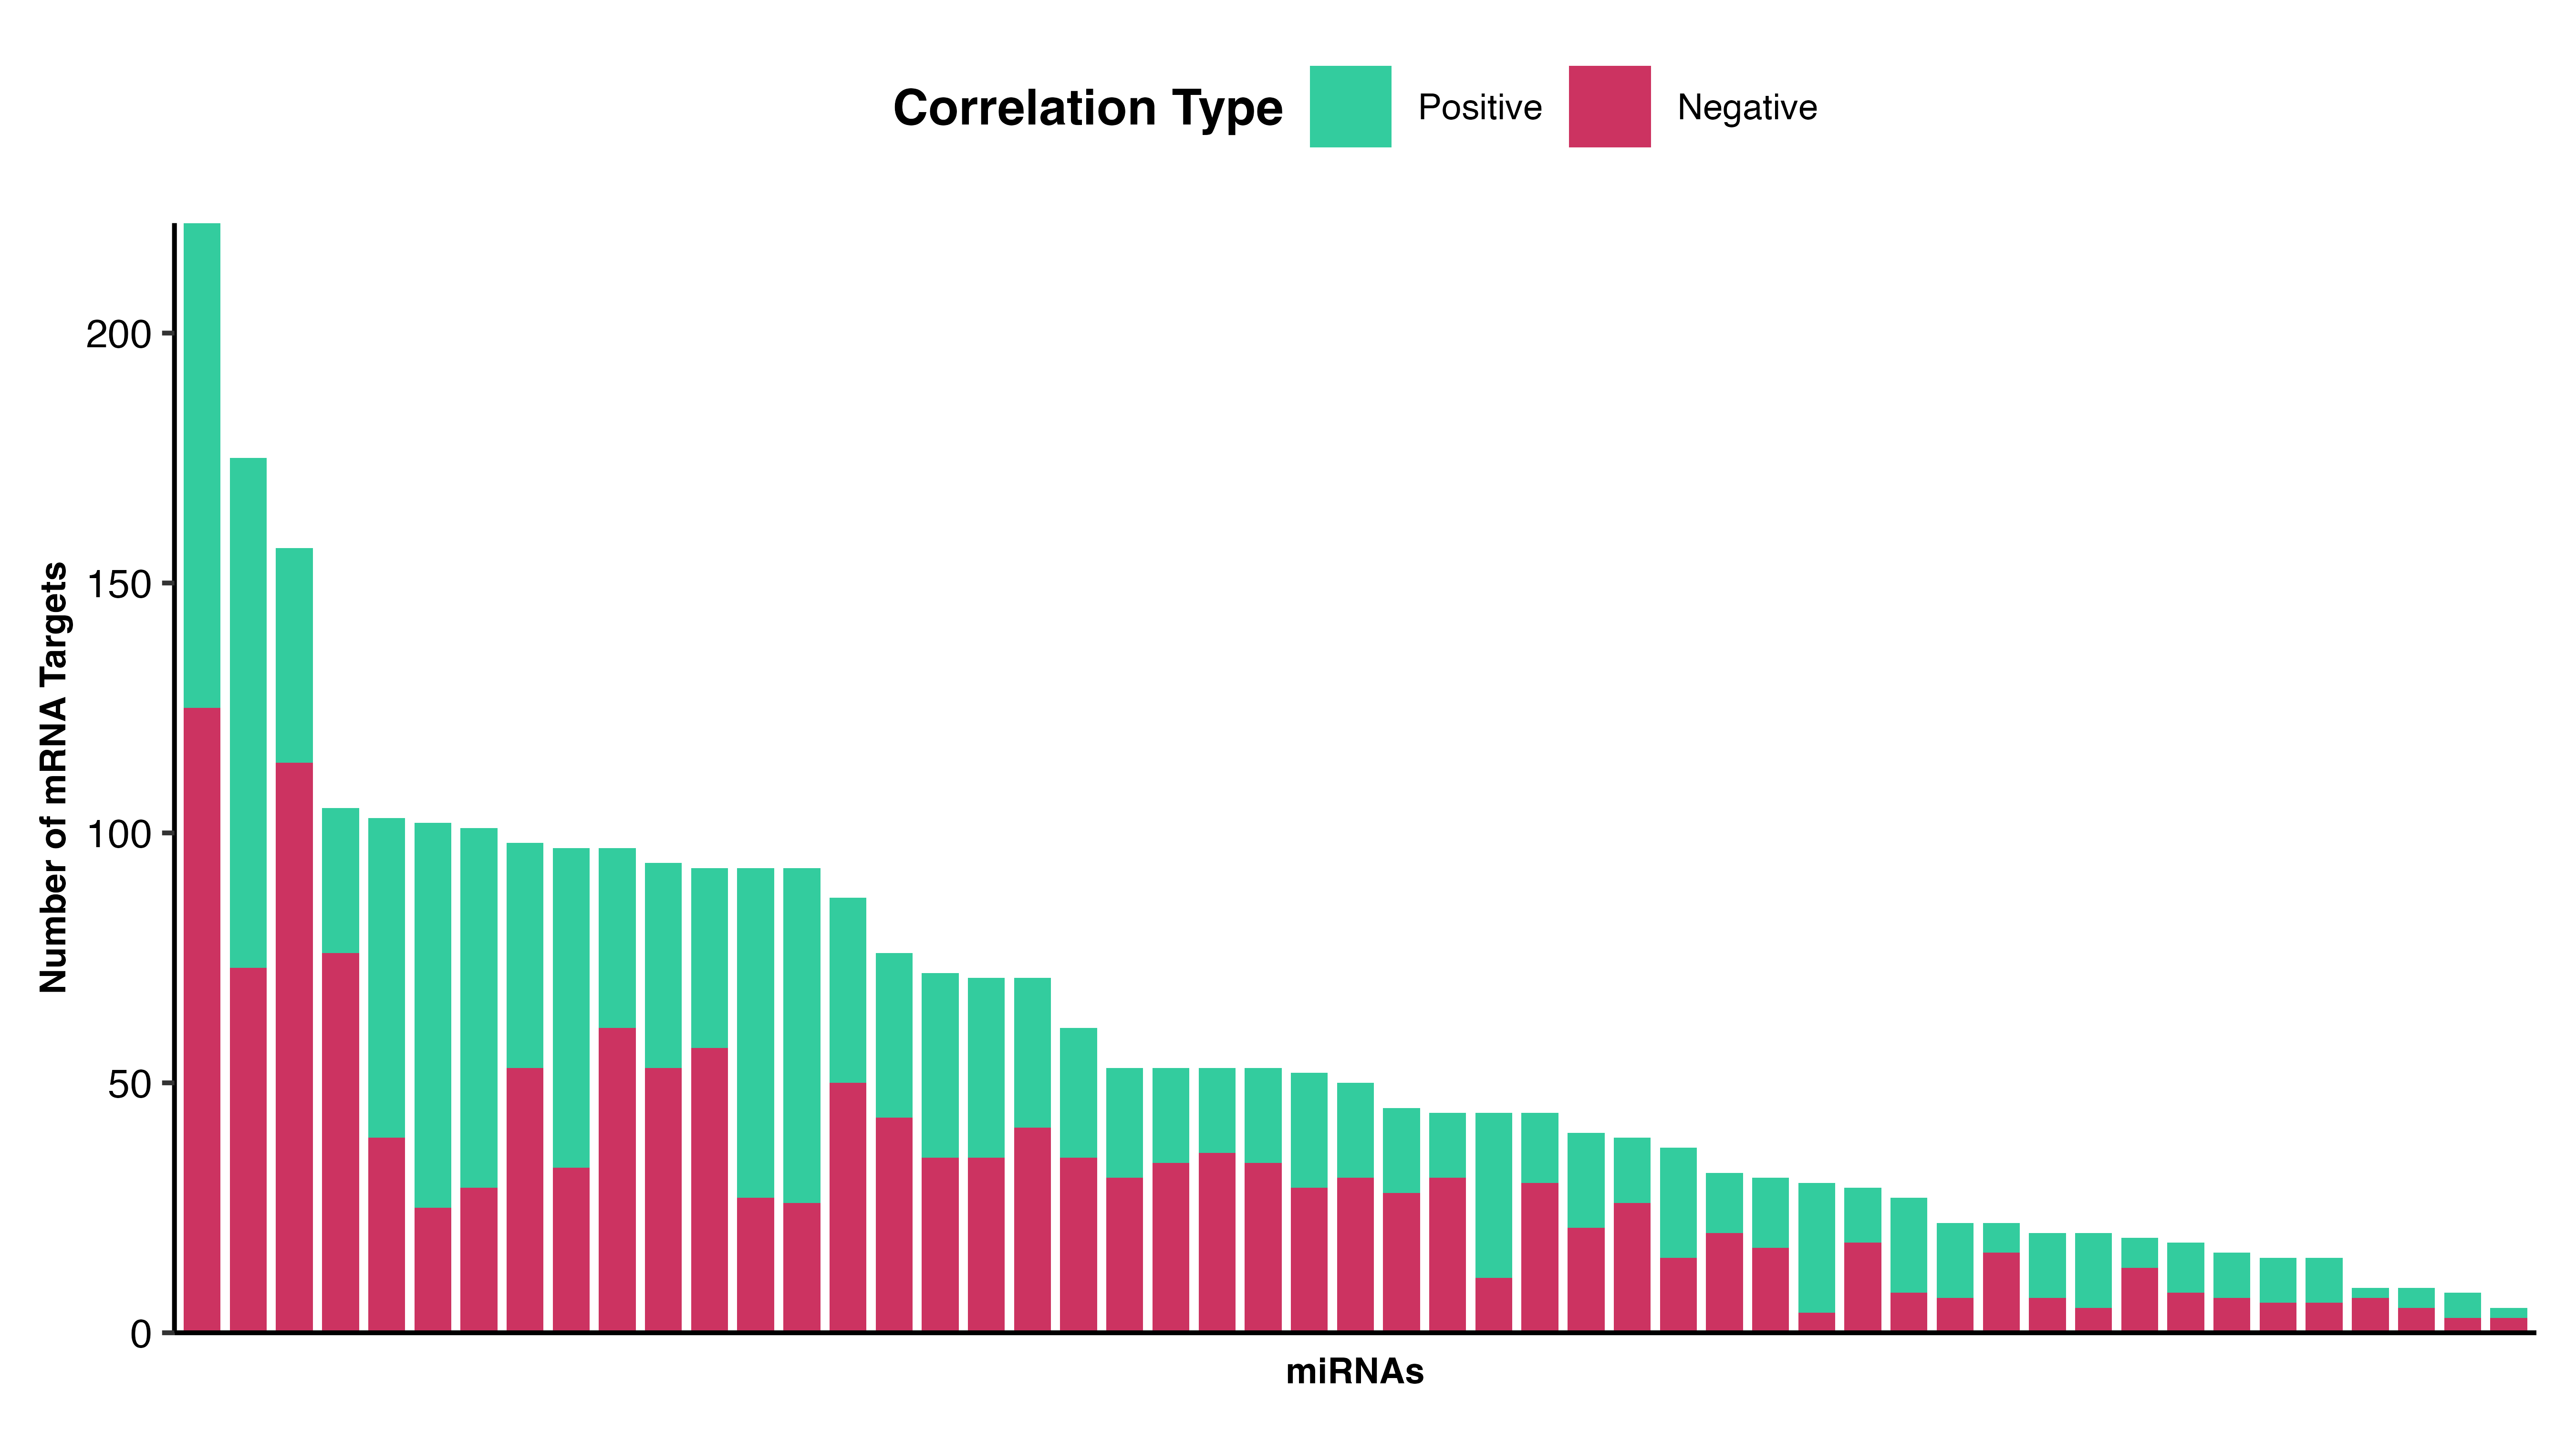 Correlation Type Positive Negative
Number of mRNA Targets
200
150
100
50
0
miRNAs